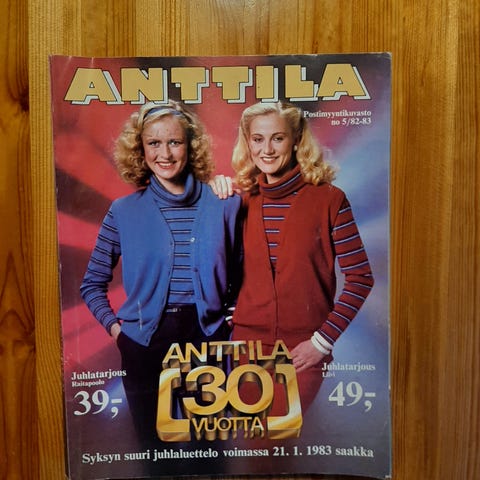 ANTTILA
Postimyyntikuvasto
no 5/82-83
ANTTILA
30
VUOTTA
Juhlatarjous
Raitapoolo
39,-
Juhlatarjous
Liivi
49,-
Syksyn suuri juhlaluettelo voimassa 21. 1. 1983 saakka